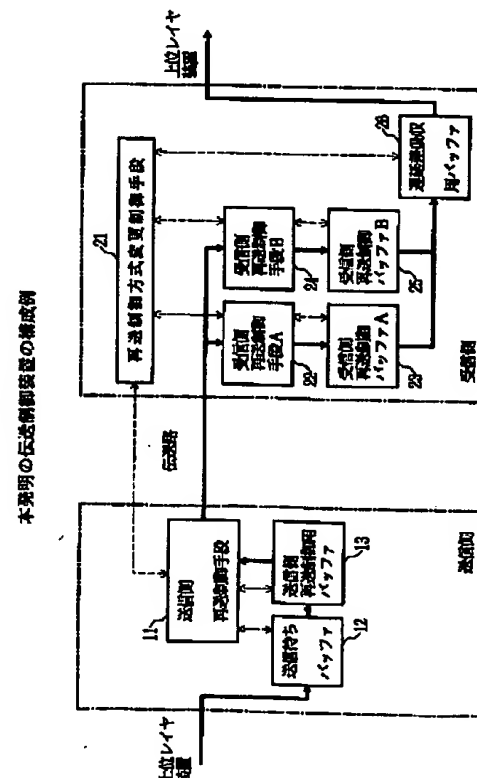 本発明の伝送制御装置の構成例
上位レイヤ
装置
送信待ち
バッファ
12
送信側
再送制御用
バッファ
13
送信側
再送制御手段
11
送信側
伝送路
再送制御方式変更制御手段
21
受信側
再送制御
手段A
22
受信側
再送制御
バッファA
23
受信側
再送制御
手段B
24
受信側
再送制御
バッファB
25
遅延差吸収
用バッファ
26
受信側
上位レイヤ
装置